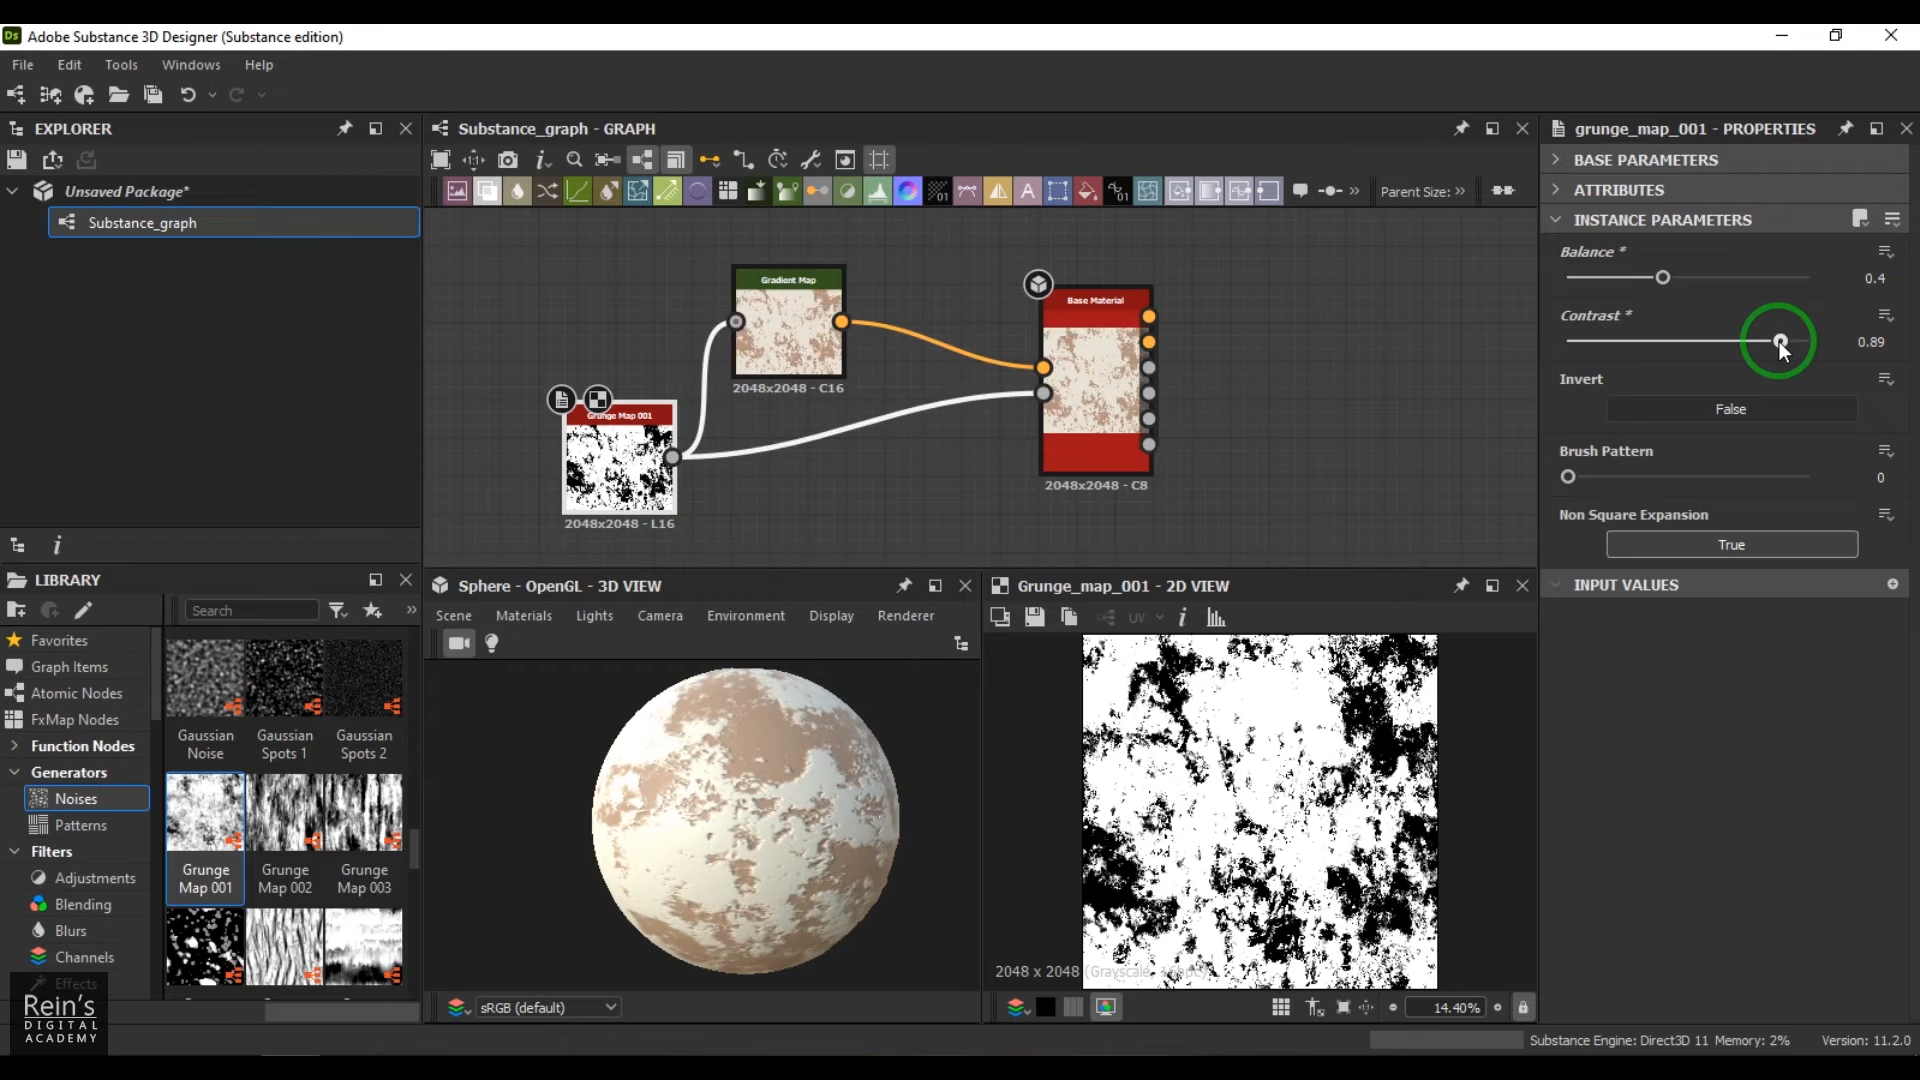 Ds Adobe Substance 3D Designer (Substance edition)
File Edit Tools Windows Help
EXPLORER
Unsaved Package*
Substance_graph
Substance_graph - GRAPH
Parent Size: »
Gradient Map
2048x2048 - C16
Grunge Map 001
2048x2048 - L16
Base Material
2048x2048 - C8
grunge_map_001 - PROPERTIES
BASE PARAMETERS
ATTRIBUTES
INSTANCE PARAMETERS
Balance *
0.4
Contrast *
0.89
Invert
False
Brush Pattern
0
Non Square Expansion
True
INPUT VALUES
LIBRARY
Search
Favorites
Graph Items
Atomic Nodes
FxMap Nodes
Function Nodes
Generators
Noises
Patterns
Filters
Adjustments
Blending
Blurs
Channels
Effects
Gaussian Noise
Gaussian Spots 1
Gaussian Spots 2
Grunge Map 001
Grunge Map 002
Grunge Map 003
Sphere - OpenGL - 3D VIEW
Scene Materials Lights Camera Environment Display Renderer
sRGB (default)
Grunge_map_001 - 2D VIEW
UV
2048 x 2048 (Grayscale,
14.40%
Rein's
DIGITAL
ACADEMY
Substance Engine: Direct3D 11 Memory: 2% Version: 11.2.0